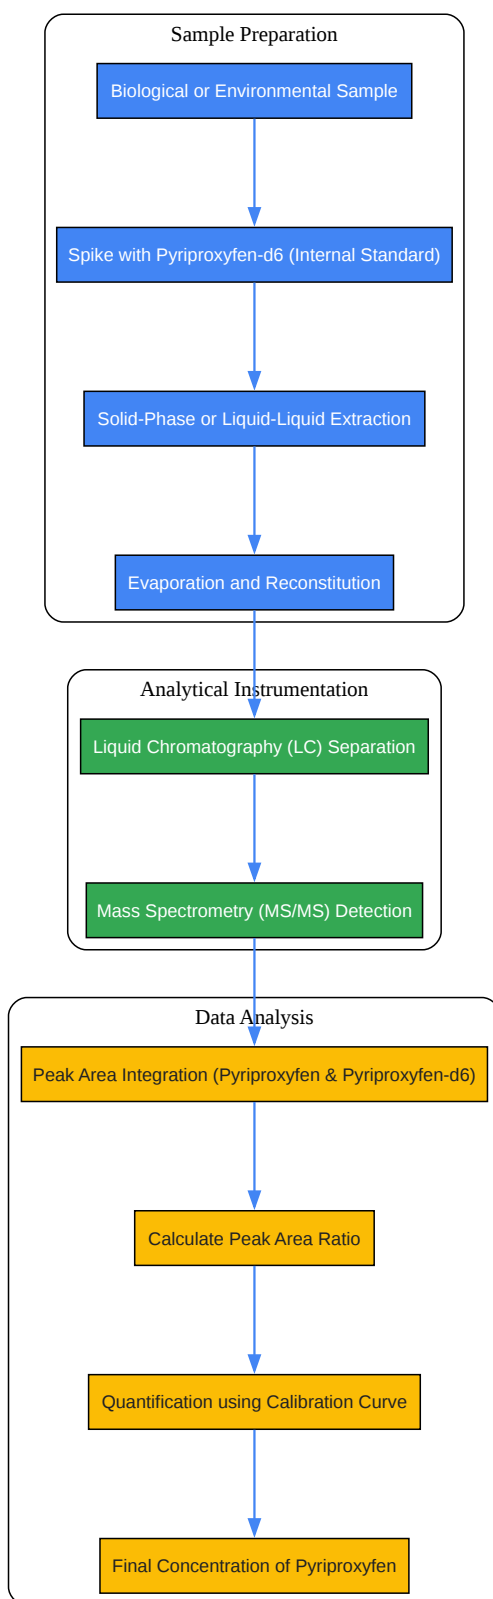 Sample Preparation
Biological or Environmental Sample
Spike with Pyriproxyfen-d6 (Internal Standard)
Solid-Phase or Liquid-Liquid Extraction
Evaporation and Reconstitution
Analytical Instrumentation
Liquid Chromatography (LC) Separation
Mass Spectrometry (MS/MS) Detection
Data Analysis
Peak Area Integration (Pyriproxyfen & Pyriproxyfen-d6)
Calculate Peak Area Ratio
Quantification using Calibration Curve
Final Concentration of Pyriproxyfen